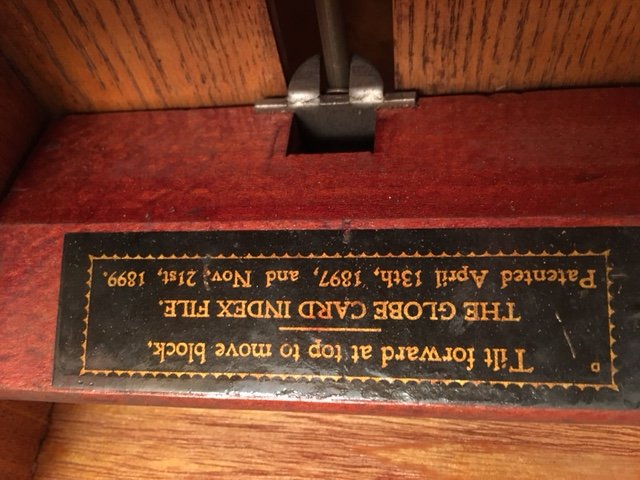 Tilt forward at top to move block,
THE GLOBE CARD INDEX FILE.
Patented April 13th, 1897, and Nov. 21st, 1899.
D